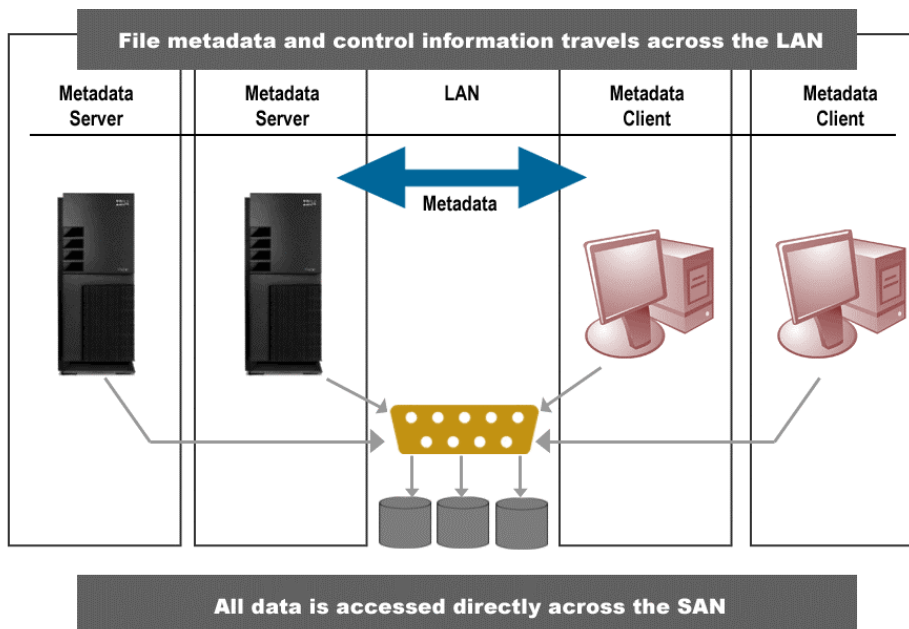 File metadata and control information travels across the LAN
Metadata
Server
Metadata
Server
LAN
Metadata
Client
Metadata
Client
Metadata
All data is accessed directly across the SAN